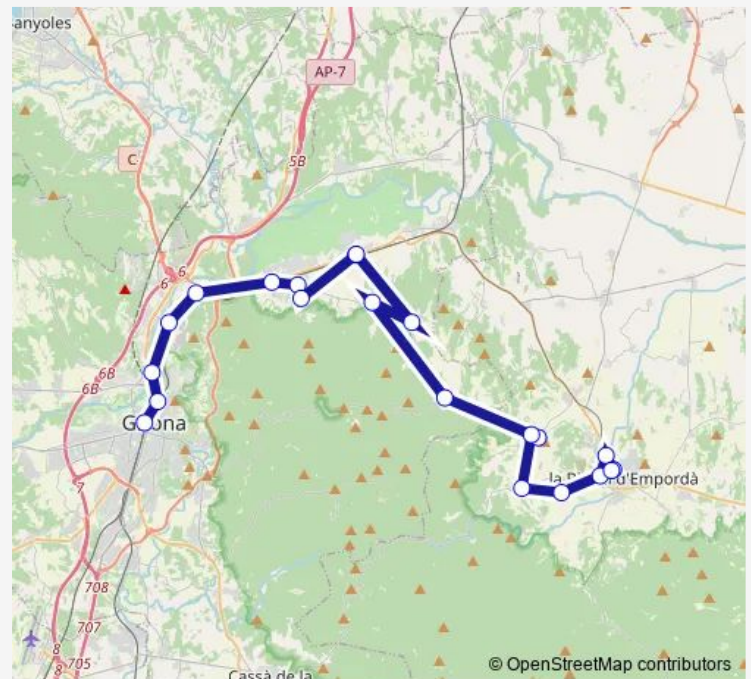 anyoles
AP-7
C-
5B
6
6
6B
6B
Girona
7
la Bisbal d'Empordà
708
707
8
8
705
Cassà de la
© OpenStreetMap contributors